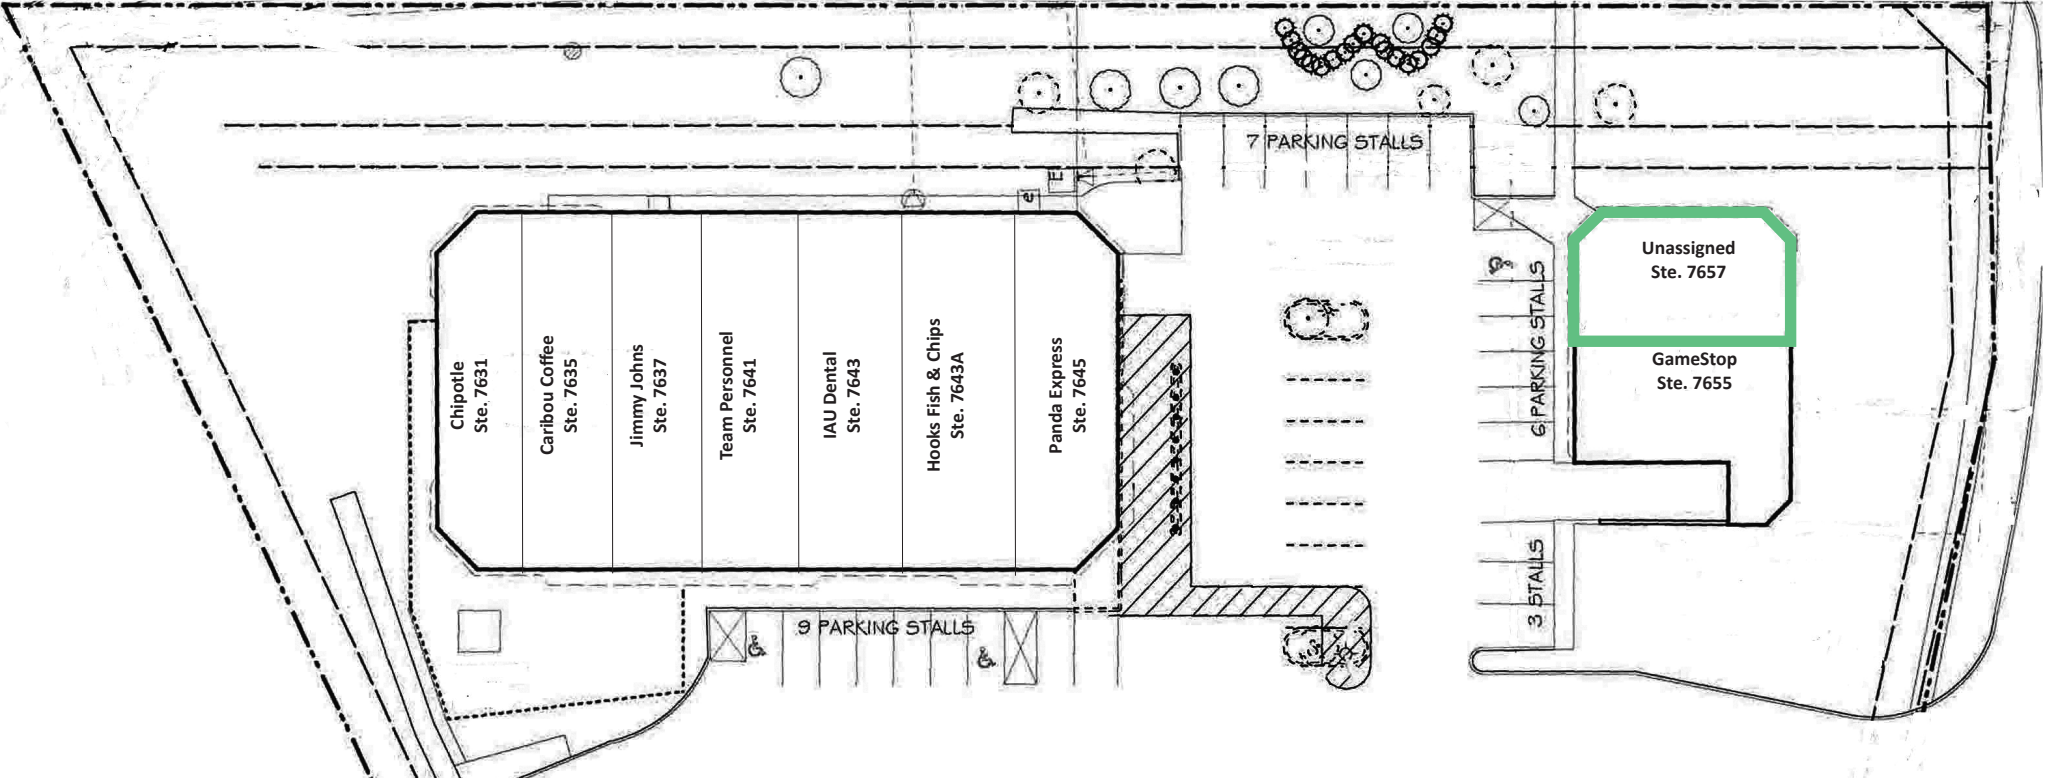 7 PARKING STALLS
E
T
e
Unassigned
Ste. 7657
GameStop
Ste. 7655
6 PARKING STALLS
3 STALLS
Chipotle
Ste. 7631
Caribou Coffee
Ste. 7635
Jimmy Johns
Ste. 7637
Team Personnel
Ste. 7641
IAU Dental
Ste. 7643
Hooks Fish & Chips
Ste. 7643A
Panda Express
Ste. 7645
9 PARKING STALLS